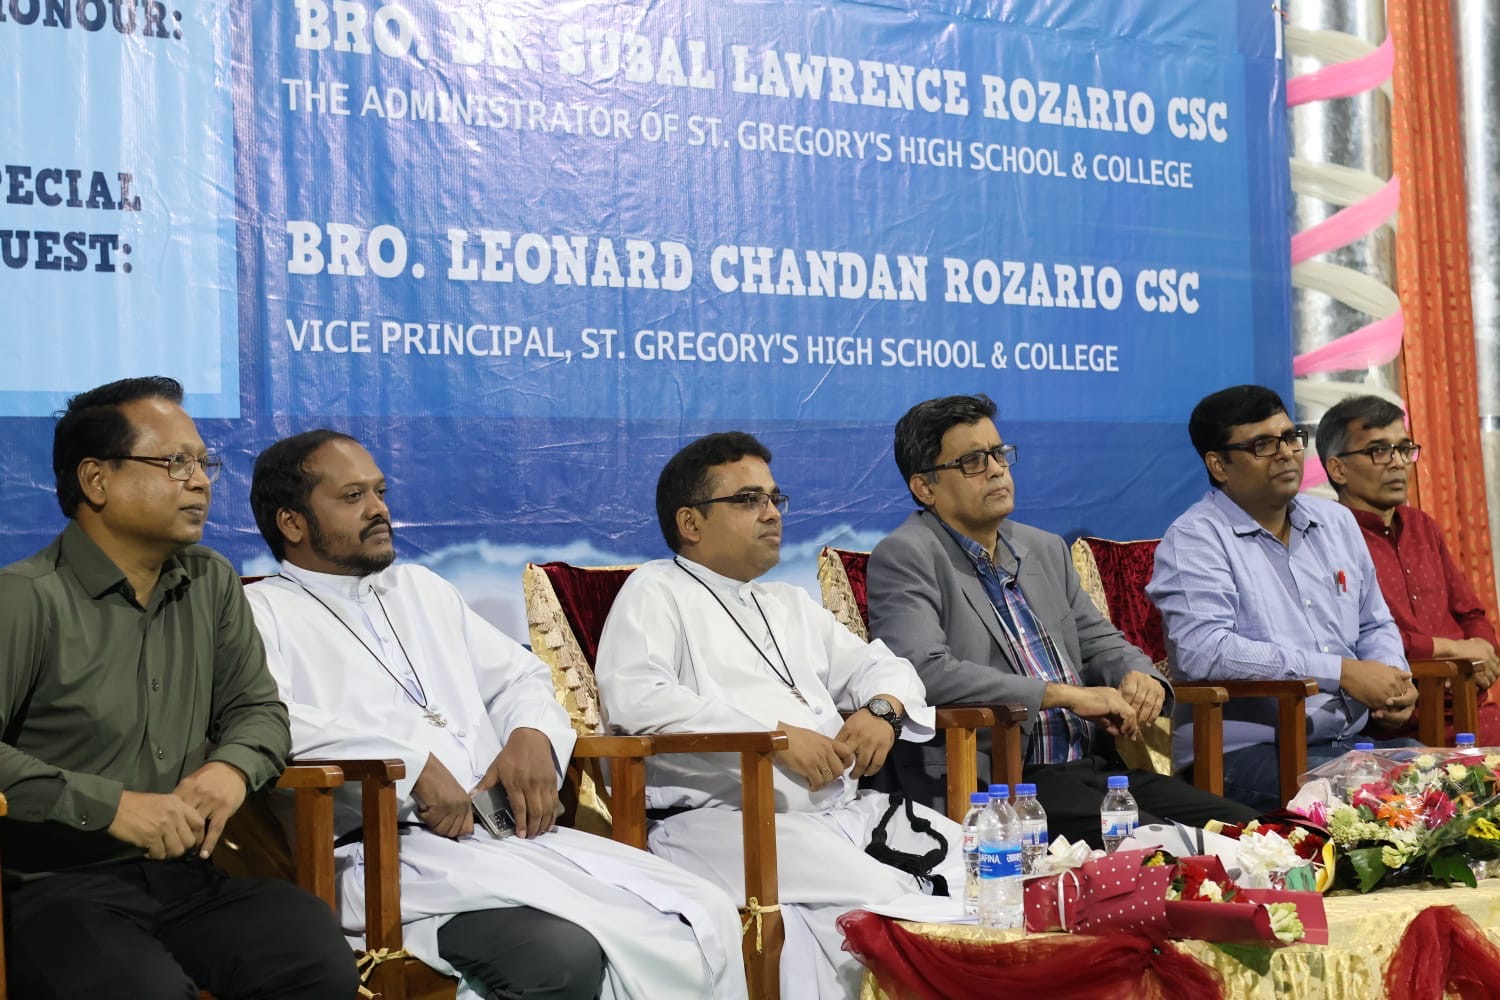 HONOUR:
BRO. DR. SUBAL LAWRENCE ROZARIO CSC
THE ADMINISTRATOR OF ST. GREGORY'S HIGH SCHOOL & COLLEGE
PECIAL
UEST:
BRO. LEONARD CHANDAN ROZARIO CSC
VICE PRINCIPAL, ST. GREGORY'S HIGH SCHOOL & COLLEGE